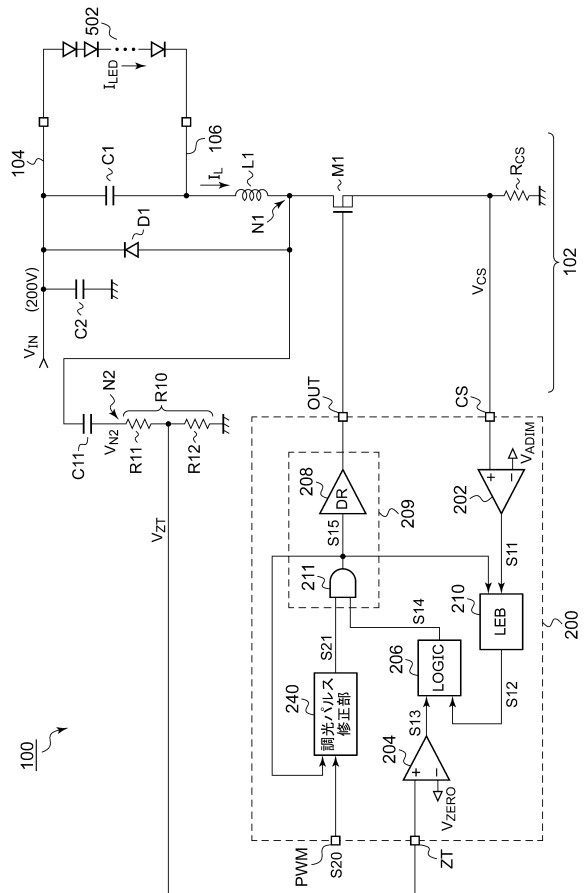 100
V_IN
(200V)
104
502
I_LED
C2
D1
C1
106
I_L
L1
N1
M1
R_CS
V_CS
102
C11
N2
V_N2
R11
R10
R12
V_ZT
OUT
CS
208
DR
209
S15
211
S21
S14
240
調光パルス
修正部
PWM
S20
206
LOGIC
S13
204
+
−
V_ZERO
ZT
S12
210
LEB
S11
202
+
−
V_ADIM
200